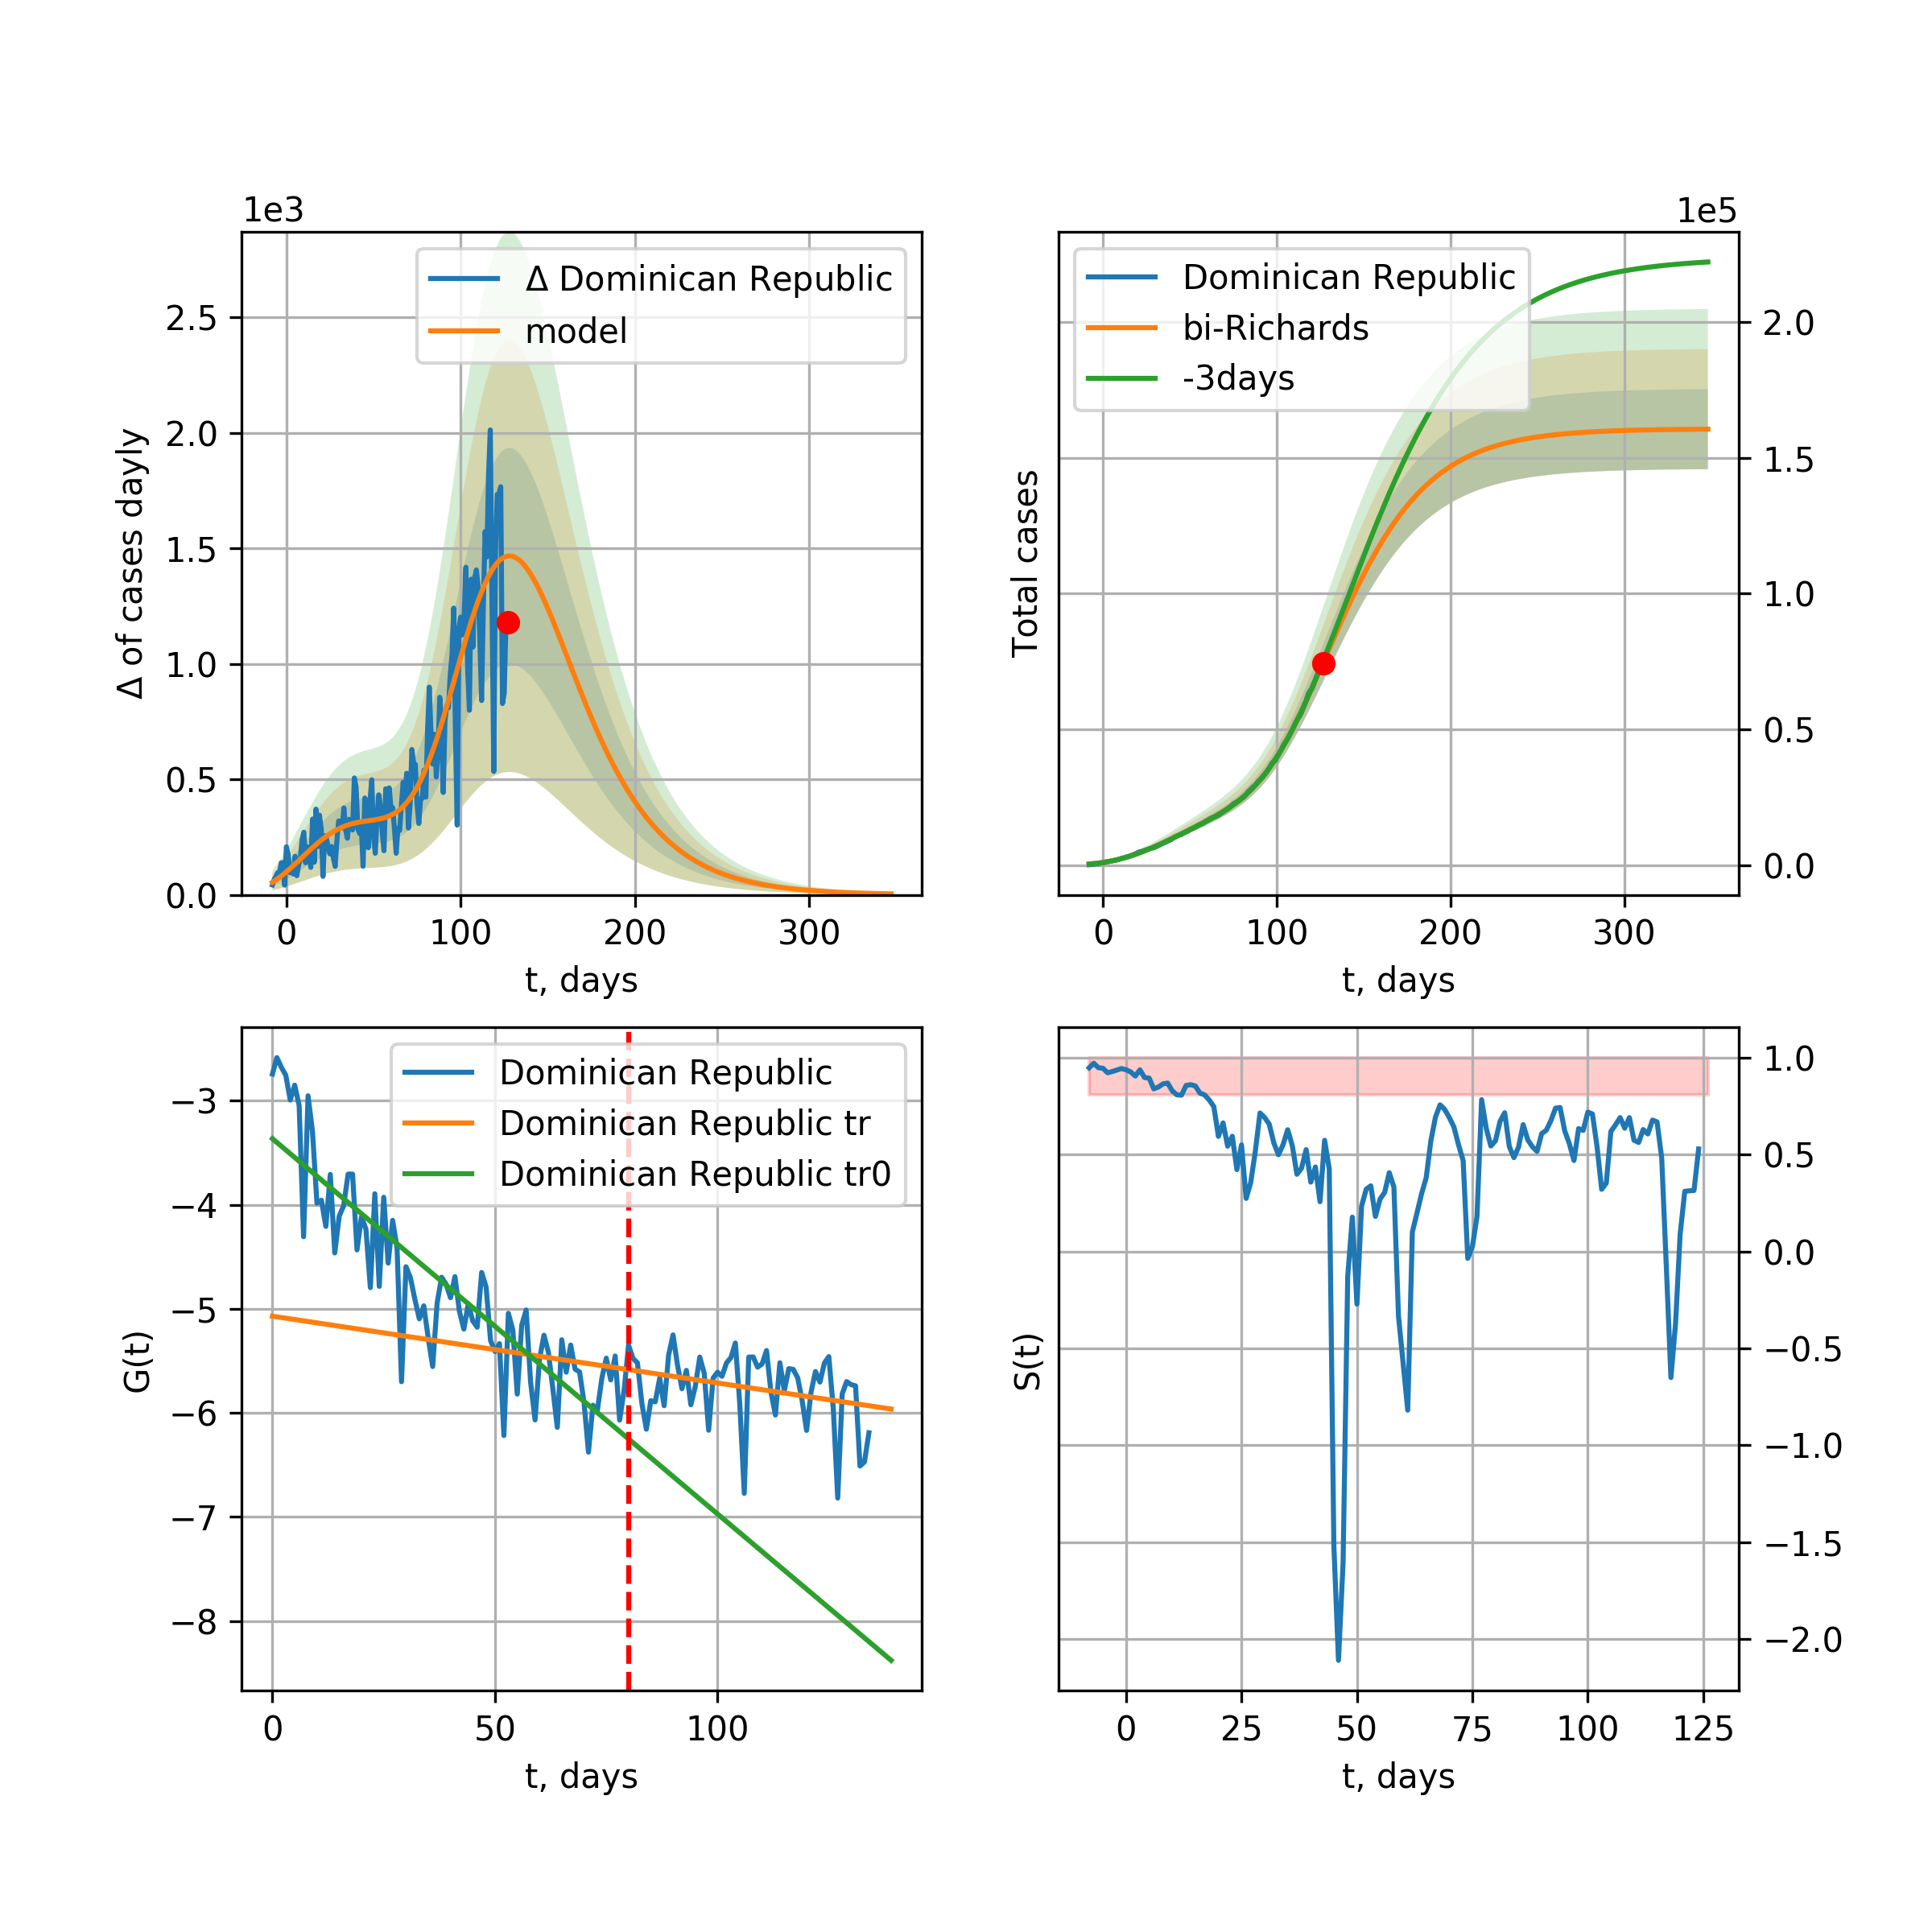 1e3
Δ Dominican Republic
model
2.5
2.0
1.5
1.0
0.5
0.0
Δ of cases dayly
0 100 200 300
t, days
1e5
Dominican Republic
bi-Richards
-3days
2.0
1.5
1.0
0.5
0.0
Total cases
0 100 200 300
t, days
Dominican Republic
Dominican Republic tr
Dominican Republic tr0
−3
−4
−5
−6
−7
−8
G(t)
0 50 100
t, days
1.0
0.5
0.0
−0.5
−1.0
−1.5
−2.0
S(t)
0 25 50 75 100 125
t, days